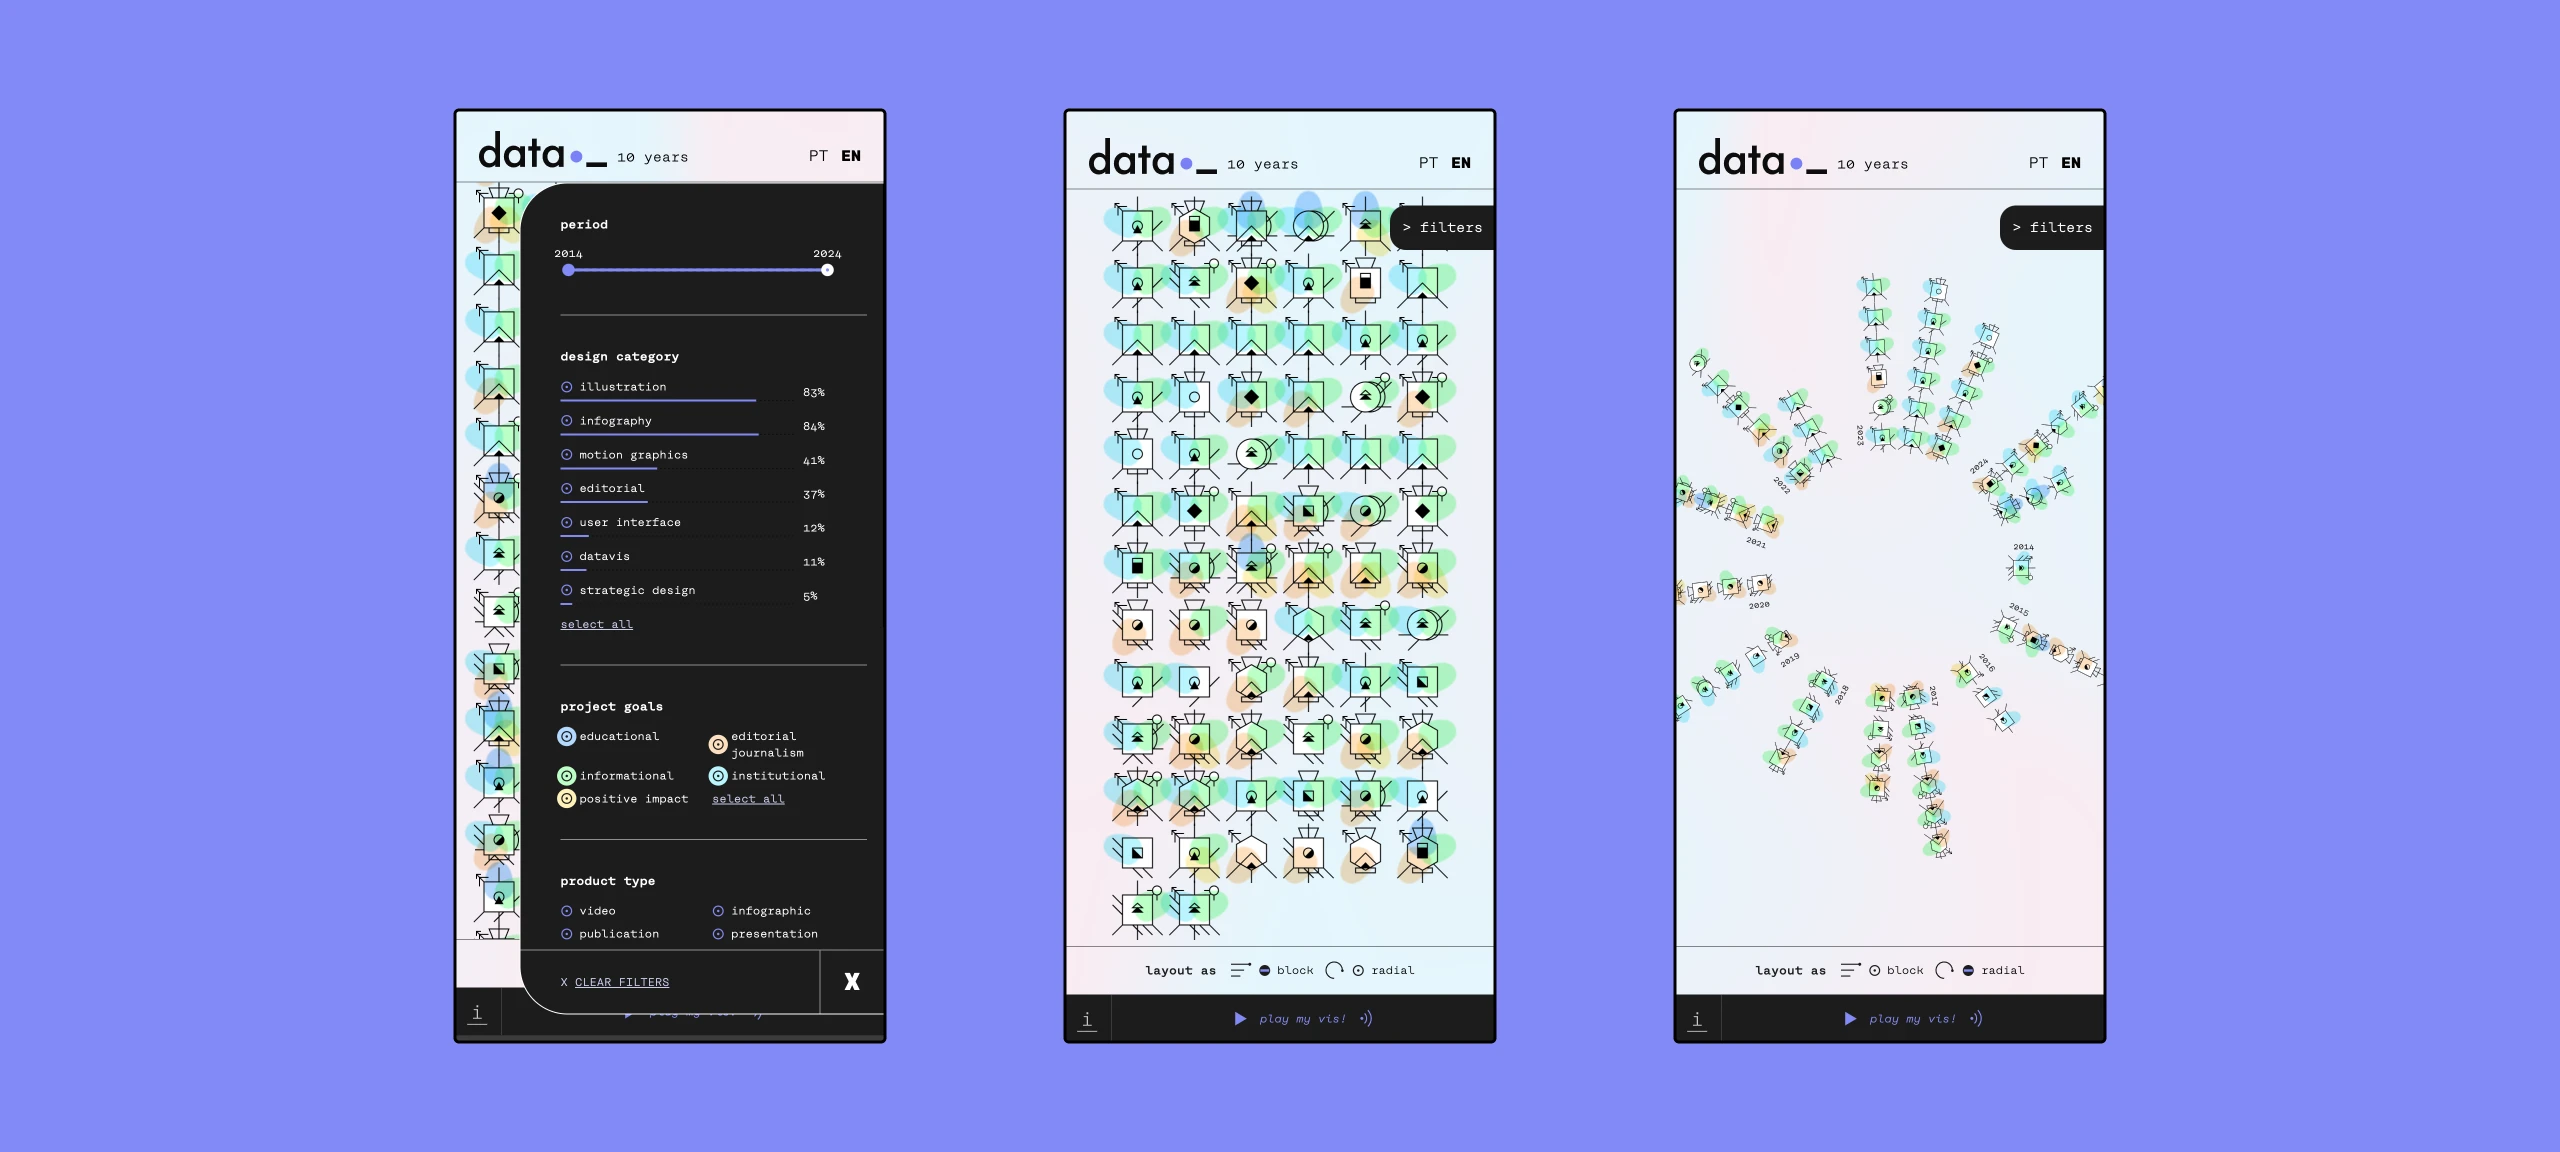 data._ 10 years PT EN
period
2014 2024
design category
illustration 83%
infography 84%
motion graphics 41%
editorial 37%
user interface 12%
datavis 11%
strategic design 5%
select all
project goals
educational
editorial
journalism
informational
institutional
positive impact
select all
product type
video
infographic
publication
presentation
X CLEAR FILTERS X
i play my vis!
data._ 10 years PT EN
> filters
layout as block radial
i play my vis!
data._ 10 years PT EN
> filters
2023
2024
2022
2021
2014
2020
2015
2019
2016
2018
2017
layout as block radial
i play my vis!